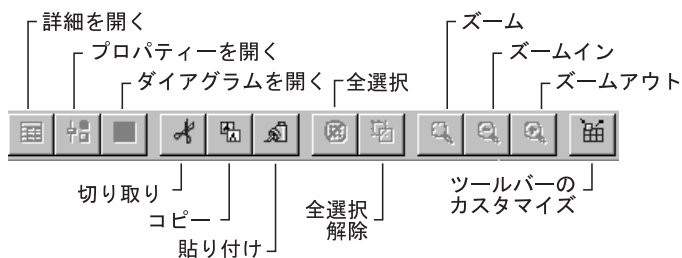 詳細を開く
プロパティーを開く
ダイアグラムを開く
全選択
ズーム
ズームイン
ズームアウト
切り取り
コピー
貼り付け
全選択
解除
ツールバーの
カスタマイズ